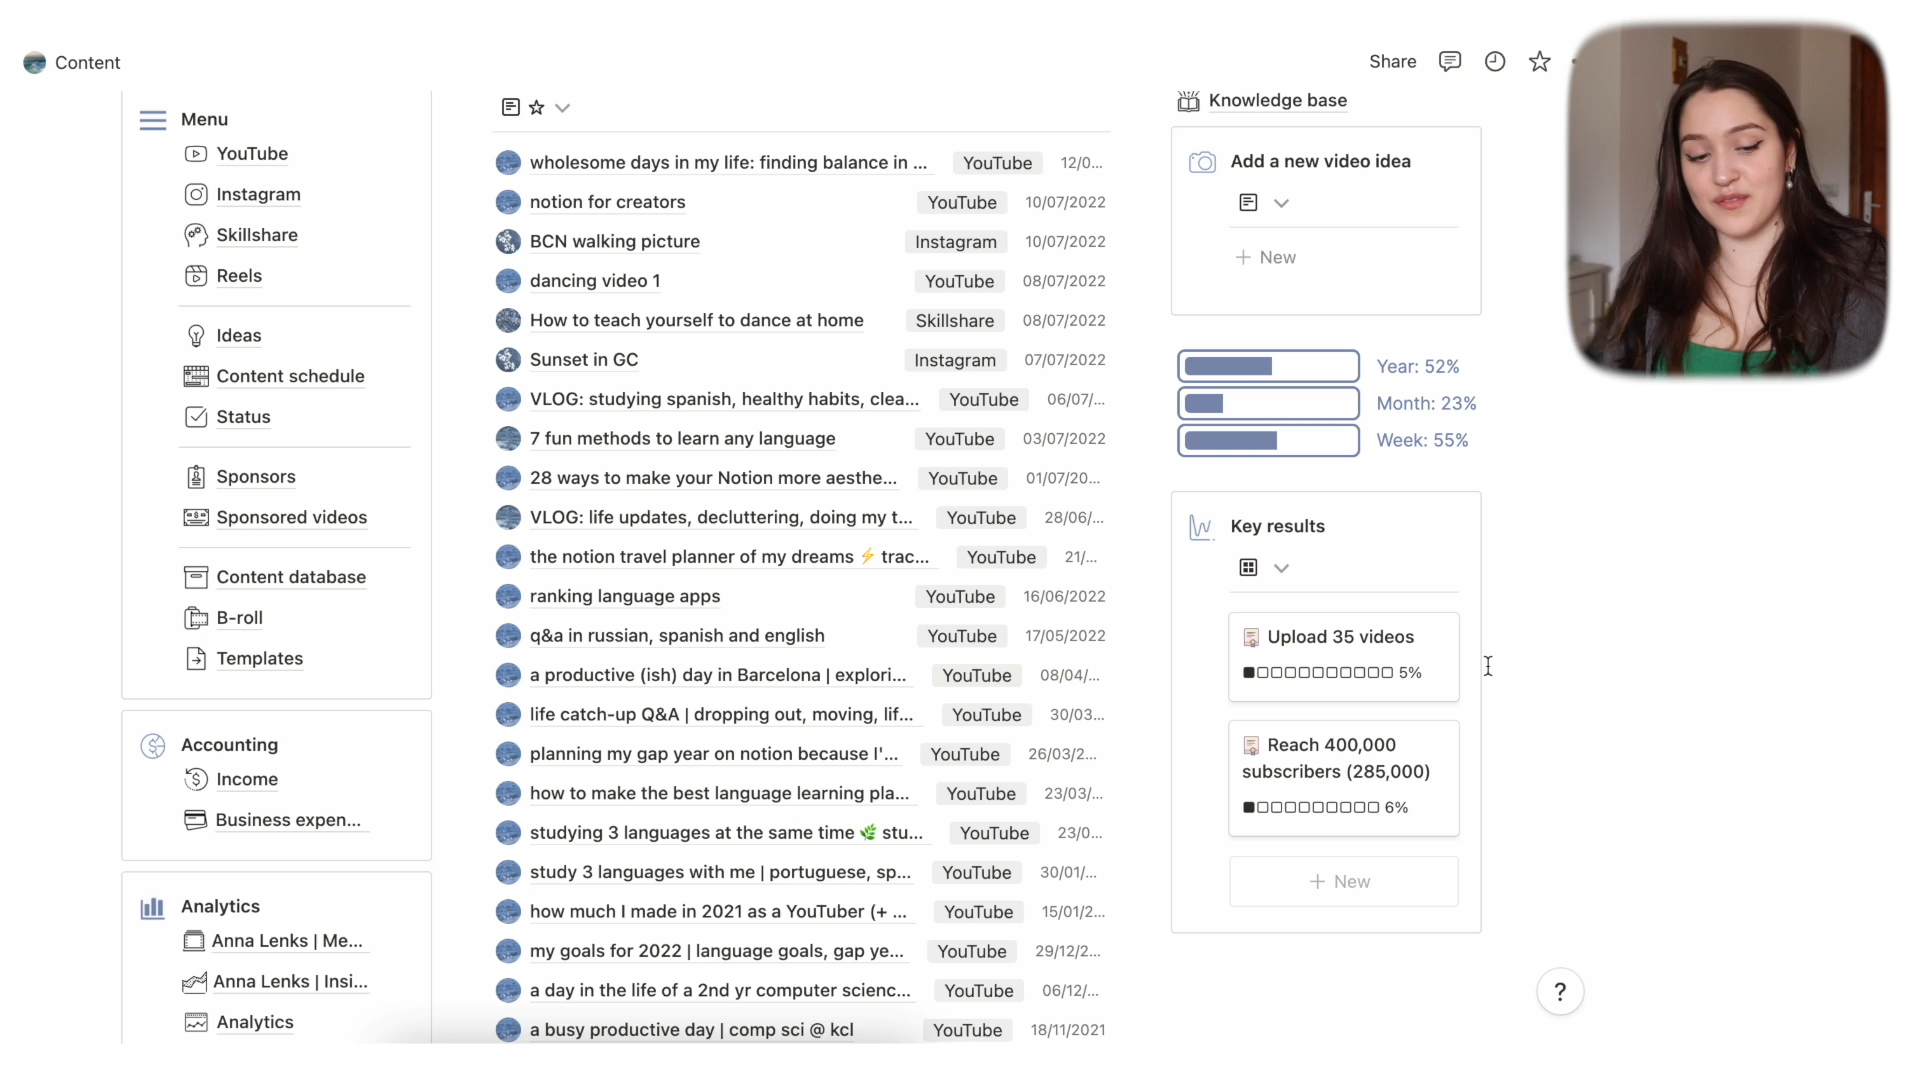 Content
Share
Menu
YouTube
Instagram
Skillshare
Reels
Ideas
Content schedule
Status
Sponsors
Sponsored videos
Content database
B-roll
Templates
Accounting
Income
Business expen...
Analytics
Anna Lenks | Me...
Anna Lenks | Insi...
Analytics
wholesome days in my life: finding balance in ... YouTube 12/0...
notion for creators YouTube 10/07/2022
BCN walking picture Instagram 10/07/2022
dancing video 1 YouTube 08/07/2022
How to teach yourself to dance at home Skillshare 08/07/2022
Sunset in GC Instagram 07/07/2022
VLOG: studying spanish, healthy habits, clea... YouTube 06/07/...
7 fun methods to learn any language YouTube 03/07/2022
28 ways to make your Notion more aesthe... YouTube 01/07/20...
VLOG: life updates, decluttering, doing my t... YouTube 28/06/...
the notion travel planner of my dreams ⚡ trac... YouTube 21/...
ranking language apps YouTube 16/06/2022
q&a in russian, spanish and english YouTube 17/05/2022
a productive (ish) day in Barcelona | explori... YouTube 08/04/...
life catch-up Q&A | dropping out, moving, lif... YouTube 30/03...
planning my gap year on notion because I'... YouTube 26/03/2...
how to make the best language learning pla... YouTube 23/03/...
studying 3 languages at the same time 🌿 stu... YouTube 23/0...
study 3 languages with me | portuguese, sp... YouTube 30/01/...
how much I made in 2021 as a YouTuber (+ ... YouTube 15/01/2...
my goals for 2022 | language goals, gap ye... YouTube 29/12/2...
a day in the life of a 2nd yr computer scienc... YouTube 06/12/...
a busy productive day | comp sci @ kcl YouTube 18/11/2021
Knowledge base
Add a new video idea
+ New
Year: 52%
Month: 23%
Week: 55%
Key results
Upload 35 videos
5%
Reach 400,000
subscribers (285,000)
6%
+ New
?